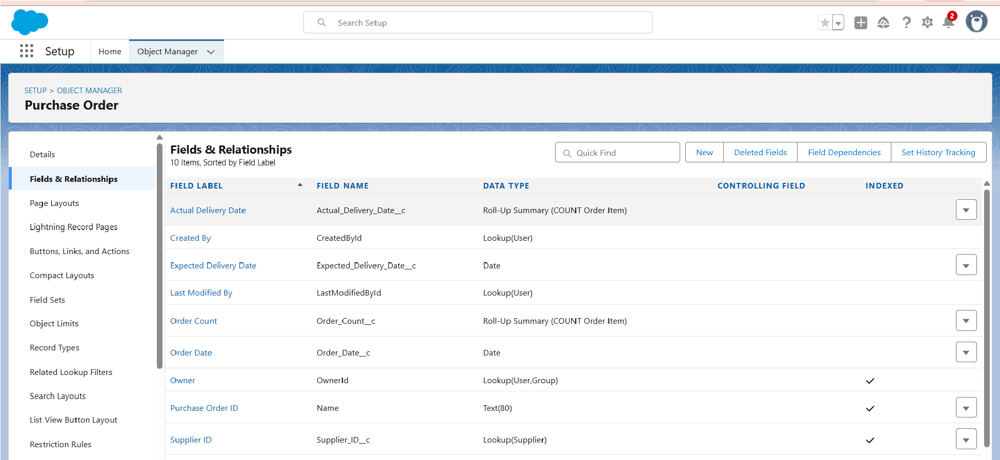 Search Setup
2
Setup
Home
Object Manager
SETUP > OBJECT MANAGER
Purchase Order
Details
Fields & Relationships
Page Layouts
Lightning Record Pages
Buttons, Links, and Actions
Compact Layouts
Field Sets
Object Limits
Record Types
Related Lookup Filters
Search Layouts
List View Button Layout
Restriction Rules
Fields & Relationships
10 Items, Sorted by Field Label
Quick Find
New
Deleted Fields
Field Dependencies
Set History Tracking
FIELD LABEL FIELD NAME DATA TYPE CONTROLLING FIELD INDEXED
Actual Delivery Date Actual_Delivery_Date__c Roll-Up Summary (COUNT Order Item)
Created By CreatedById Lookup(User)
Expected Delivery Date Expected_Delivery_Date__c Date
Last Modified By LastModifiedById Lookup(User)
Order Count Order_Count__c Roll-Up Summary (COUNT Order Item)
Order Date Order_Date__c Date
Owner OwnerId Lookup(User,Group)
Purchase Order ID Name Text(80)
Supplier ID Supplier_ID__c Lookup(Supplier)